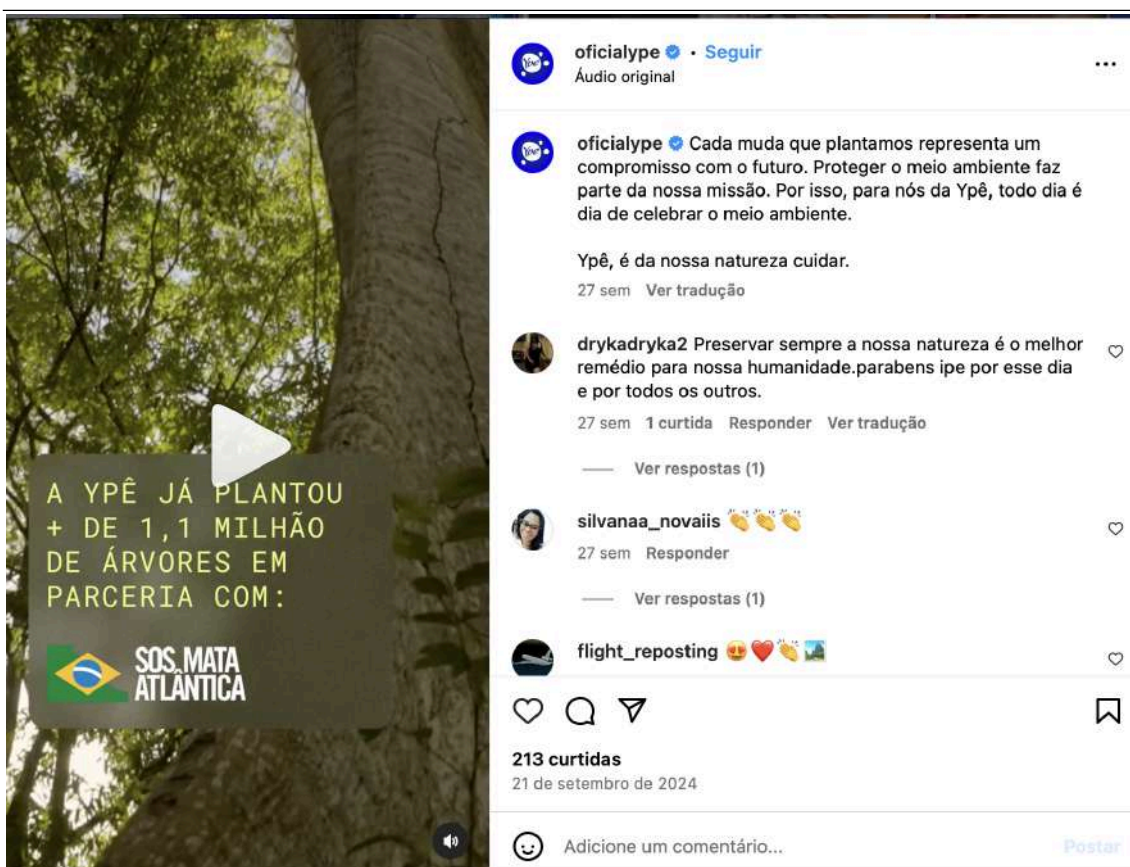 A YPÊ JÁ PLANTOU
+ DE 1,1 MILHÃO
DE ÁRVORES EM
PARCERIA COM:
SOS MATA
ATLÂNTICA
oficialype • Seguir
Áudio original
oficialype Cada muda que plantamos representa um
compromisso com o futuro. Proteger o meio ambiente faz
parte da nossa missão. Por isso, para nós da Ypê, todo dia é
dia de celebrar o meio ambiente.
Ypê, é da nossa natureza cuidar.
27 sem Ver tradução
drykadryka2 Preservar sempre a nossa natureza é o melhor
remédio para nossa humanidade.parabens ipe por esse dia
e por todos os outros.
27 sem 1 curtida Responder Ver tradução
Ver respostas (1)
silvanaa_novaiis 👏👏👏
27 sem Responder
Ver respostas (1)
flight_reposting 😍❤️👏🏞️
213 curtidas
21 de setembro de 2024
Adicione um comentário...
Postar